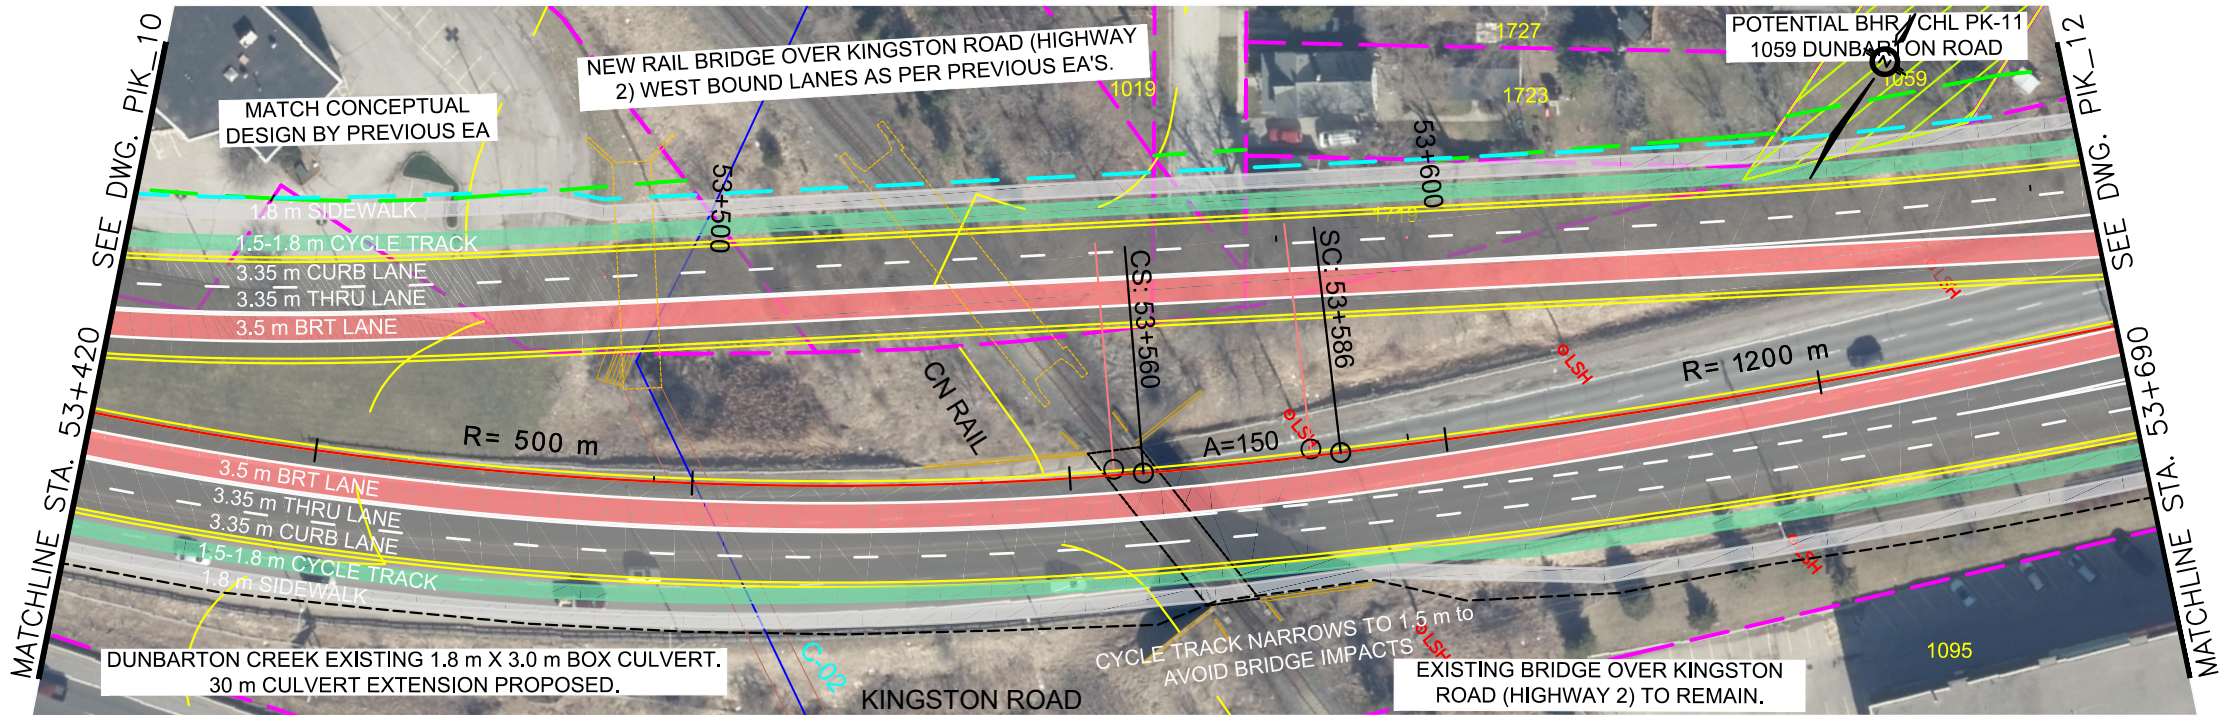 SEE DWG. PIK_10
MATCHLINE STA. 53+420
MATCH CONCEPTUAL
DESIGN BY PREVIOUS EA
NEW RAIL BRIDGE OVER KINGSTON ROAD (HIGHWAY
2) WEST BOUND LANES AS PER PREVIOUS EA'S.
1019
1727
1723
POTENTIAL BHR / CHL PK-11
1059 DUNBARTON ROAD
N
1059
SEE DWG. PIK_12
MATCHLINE STA. 53+690
53+500
53+600
1719
1.8 m SIDEWALK
1.5-1.8 m CYCLE TRACK
3.35 m CURB LANE
3.35 m THRU LANE
3.5 m BRT LANE
CS: 53+560
SC: 53+586
CN RAIL
R= 500 m
A=150
R= 1200 m
LSH
LSH
LSH
LSH
LSH
3.5 m BRT LANE
3.35 m THRU LANE
3.35 m CURB LANE
1.5-1.8 m CYCLE TRACK
1.8 m SIDEWALK
C-02
DUNBARTON CREEK EXISTING 1.8 m X 3.0 m BOX CULVERT.
30 m CULVERT EXTENSION PROPOSED.
KINGSTON ROAD
CYCLE TRACK NARROWS TO 1.5 m to
AVOID BRIDGE IMPACTS
EXISTING BRIDGE OVER KINGSTON
ROAD (HIGHWAY 2) TO REMAIN.
1095